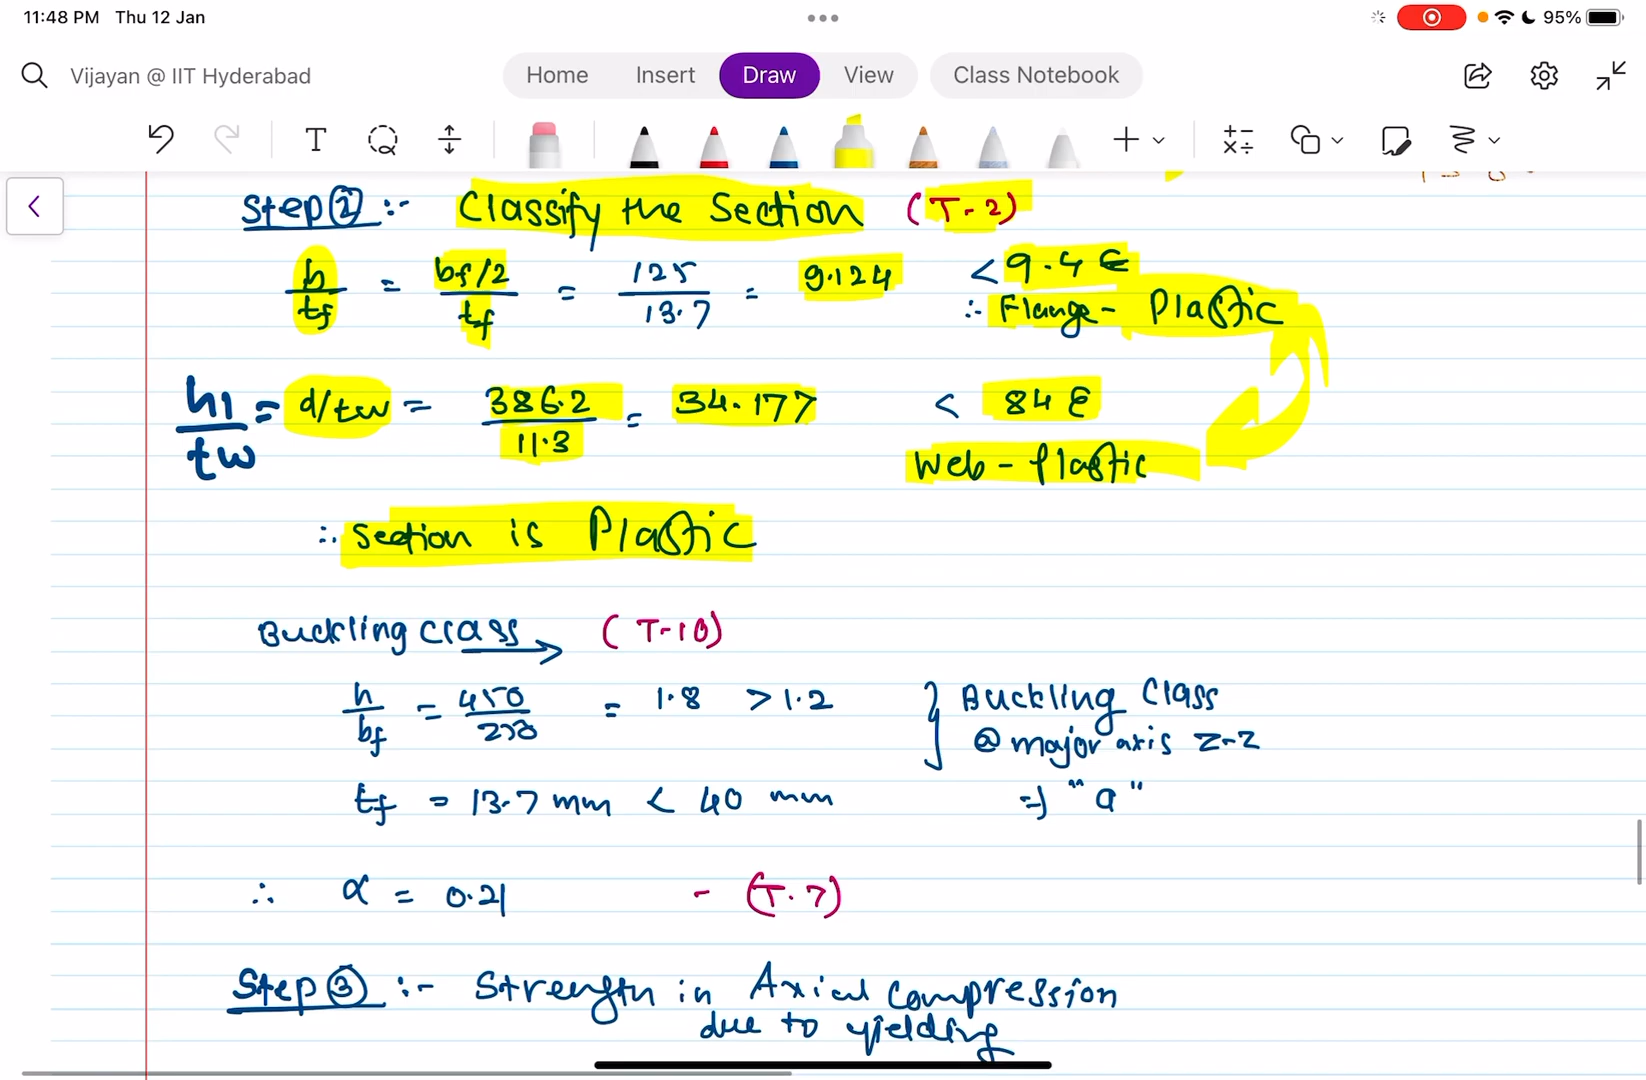 11:48 PM Thu 12 Jan
95%
Vijayan @ IIT Hyderabad
Home Insert Draw View Class Notebook
Step ② :- Classify the Section (T-2)
b/tf = bf/2 / tf = 125/13.7 = 9.124 < 9.4 ε
∴ Flange - Plastic
h1/tw = d/tw = 386.2/11.3 = 34.177 < 84 ε
Web - Plastic
∴ Section is Plastic
Buckling class → (T-10)
h/bf = 450/250 = 1.8 > 1.2 } Buckling Class
@ major axis z-z
tf = 13.7 mm < 40 mm ⇒ "a"
∴ α = 0.21 - (T.7)
Step ③ :- Strength in Axial compression
due to yielding